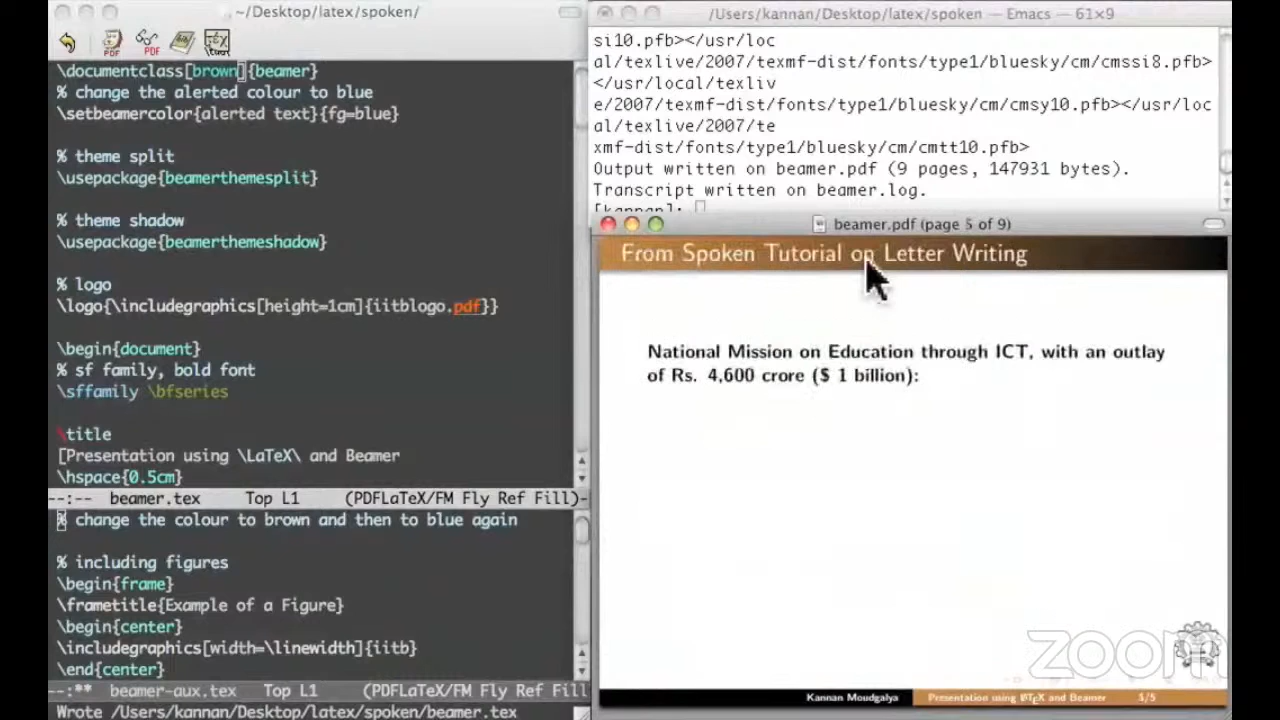 ~/Desktop/latex/spoken/
\documentclass[brown]{beamer}
% change the alerted colour to blue
\setbeamercolor{alerted text}{fg=blue}
% theme split
\usepackage{beamerthemesplit}
% theme shadow
\usepackage{beamerthemeshadow}
% logo
\logo{\includegraphics[height=1cm]{iitblogo.pdf}}
\begin{document}
% sf family, bold font
\sffamily \bfseries
\title
[Presentation using \LaTeX\ and Beamer
\hspace{0.5cm}
--:-- beamer.tex Top L1 (PDFLaTeX/FM Fly Ref Fill)-
% change the colour to brown and then to blue again
% including figures
\begin{frame}
\frametitle{Example of a Figure}
\begin{center}
\includegraphics[width=\linewidth]{iitb}
\end{center}
--:** beamer-aux.tex Top L1 (PDFLaTeX/FM Fly Ref Fill
Wrote /Users/kannan/Desktop/latex/spoken/beamer.tex
/Users/kannan/Desktop/latex/spoken — Emacs — 61×9
si10.pfb></usr/loc
al/texlive/2007/texmf-dist/fonts/type1/bluesky/cm/cmssi8.pfb>
</usr/local/texliv
e/2007/texmf-dist/fonts/type1/bluesky/cm/cmsy10.pfb></usr/loc
al/texlive/2007/te
xmf-dist/fonts/type1/bluesky/cm/cmtt10.pfb>
Output written on beamer.pdf (9 pages, 147931 bytes).
Transcript written on beamer.log.
[kannan]:
beamer.pdf (page 5 of 9)
From Spoken Tutorial on Letter Writing
National Mission on Education through ICT, with an outlay
of Rs. 4,600 crore ($ 1 billion):
zoom
Kannan Moudgalya Presentation using LaTeX and Beamer 5/5